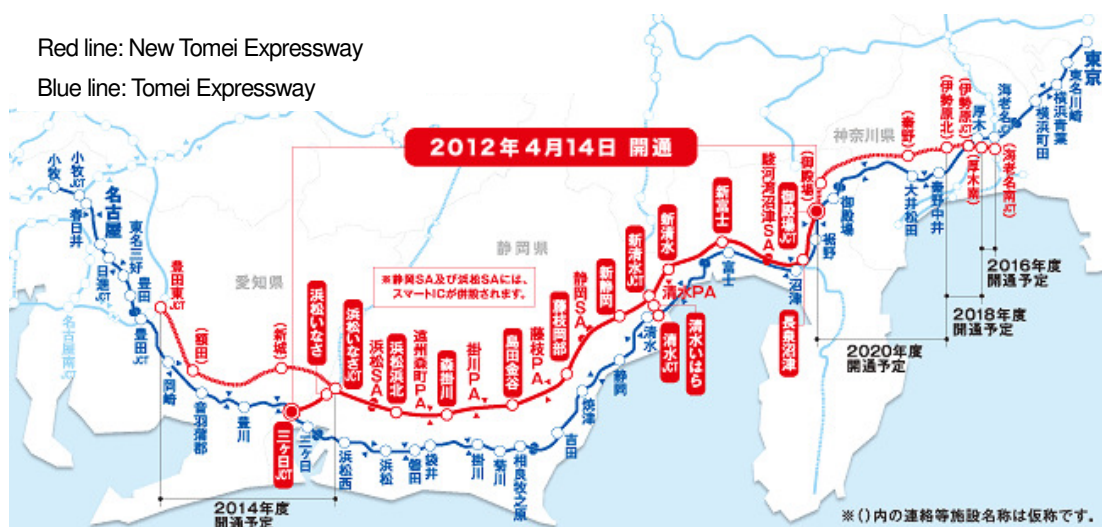 Red line: New Tomei Expressway
Blue line: Tomei Expressway
2012年4月14日 開通
東京
東名川崎
横浜青葉
横浜町田
海老名JCT
厚木
(伊勢原JCT)
(伊勢原北)
(秦野)
(厚木南)
(海老名南JCT)
神奈川県
秦野中井
大井松田
御殿場
裾野
沼津
(御殿場)
御殿場JCT
駿河湾沼津SA
長泉沼津
新富士
富士
新清水
新清水JCT
清水PA
清水いはら
清水JCT
清水
新静岡
静岡SA
静岡
静岡県
藤枝岡部
焼津
藤枝PA
島田金谷
吉田
掛川PA
相良牧之原
森掛川
菊川
遠州森町PA
掛川
浜松浜北
袋井
浜松SA
磐田
浜松
浜松いなさJCT
浜松いなさ
浜松西
三ヶ日
三ヶ日JCT
(新城)
豊川
(額田)
音羽蒲郡
岡崎
豊田東JCT
愛知県
豊田JCT
豊田
東名三好
日進JCT
名古屋
春日井
小牧JCT
小牧
名古屋南JCT
※静岡SA及び浜松SAには、
スマートICが併設されます。
2016年度
開通予定
2018年度
開通予定
2020年度
開通予定
2014年度
開通予定
※( )内の連絡等施設名称は仮称です。